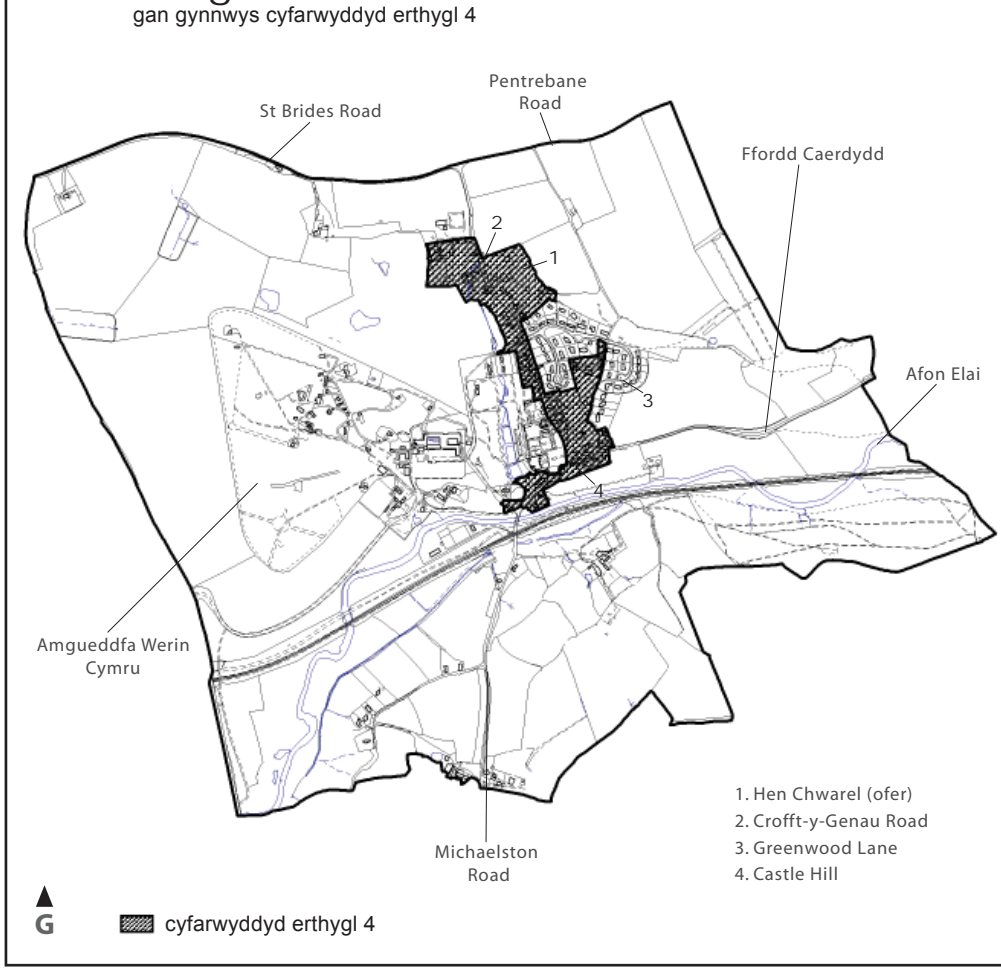 gan gynnwys cyfarwyddyd erthygl 4
Pentrebane
Road
St Brides Road
Ffordd Caerdydd
2
1
Afon Elai
3
4
Amgueddfa Werin
Cymru
1. Hen Chwarel (ofer)
2. Crofft-y-Genau Road
3. Greenwood Lane
4. Castle Hill
Michaelston
Road
G
cyfarwyddyd erthygl 4